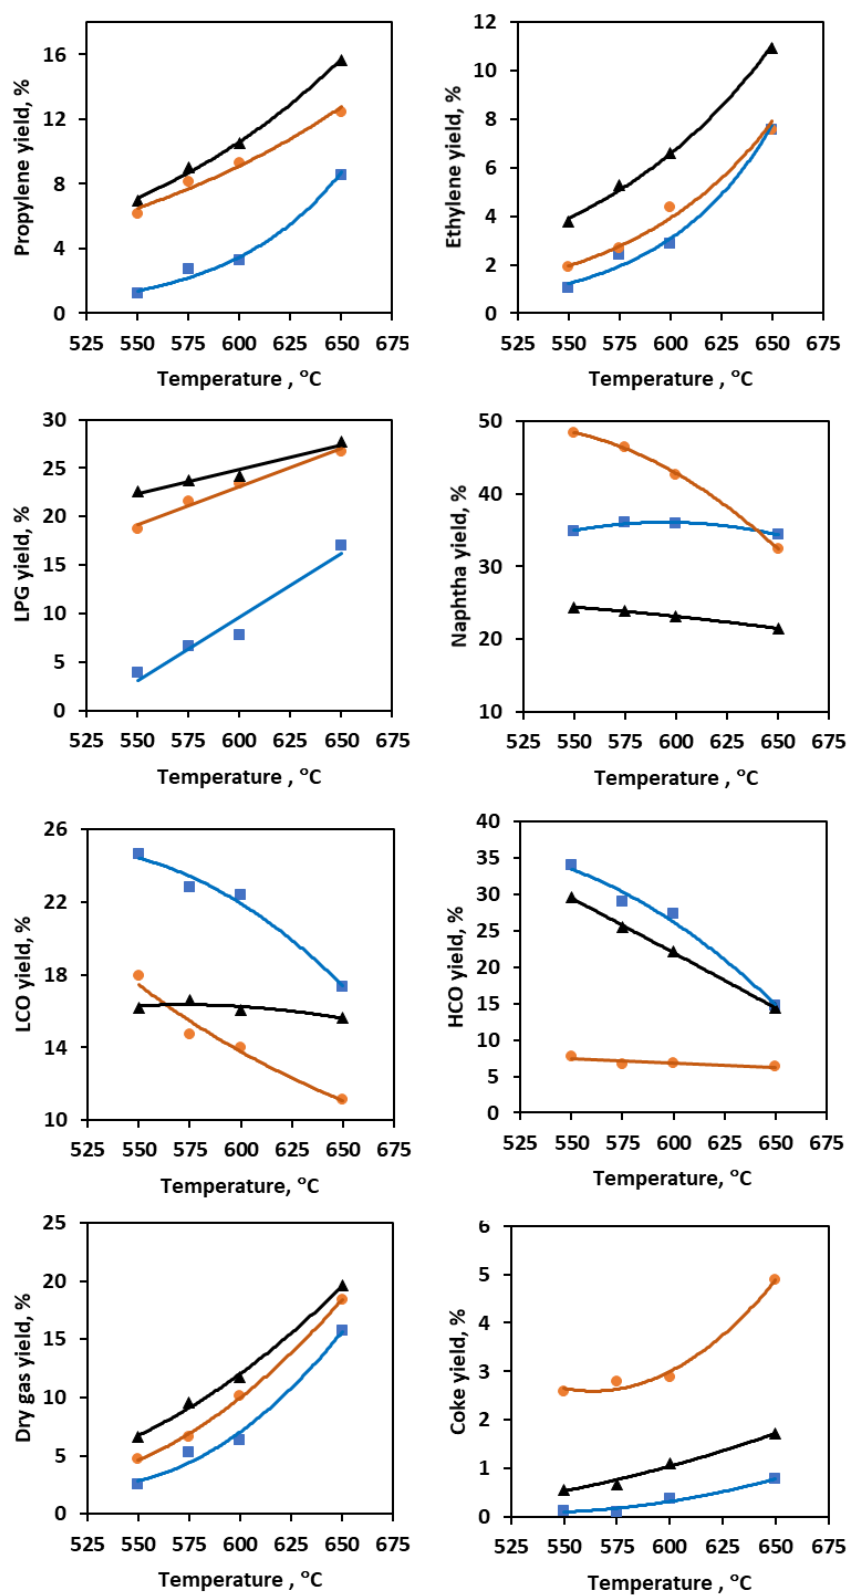 Propylene yield, %
16
12
8
4
0
525 550 575 600 625 650 675
Temperature , °C
Ethylene yield, %
12
10
8
6
4
2
0
525 550 575 600 625 650 675
Temperature , °C
LPG yield, %
30
25
20
15
10
5
0
525 550 575 600 625 650 675
Temperature , °C
Naphtha yield, %
50
40
30
20
10
525 550 575 600 625 650 675
Temperature , °C
LCO yield, %
26
22
18
14
10
525 550 575 600 625 650 675
Temperature, °C
HCO yield, %
40
35
30
25
20
15
10
5
0
525 550 575 600 625 650 675
Temperature, °C
Dry gas yield, %
25
20
15
10
5
0
525 550 575 600 625 650 675
Temperature , °C
Coke yield, %
6
5
4
3
2
1
0
525 550 575 600 625 650 675
Temperature , °C